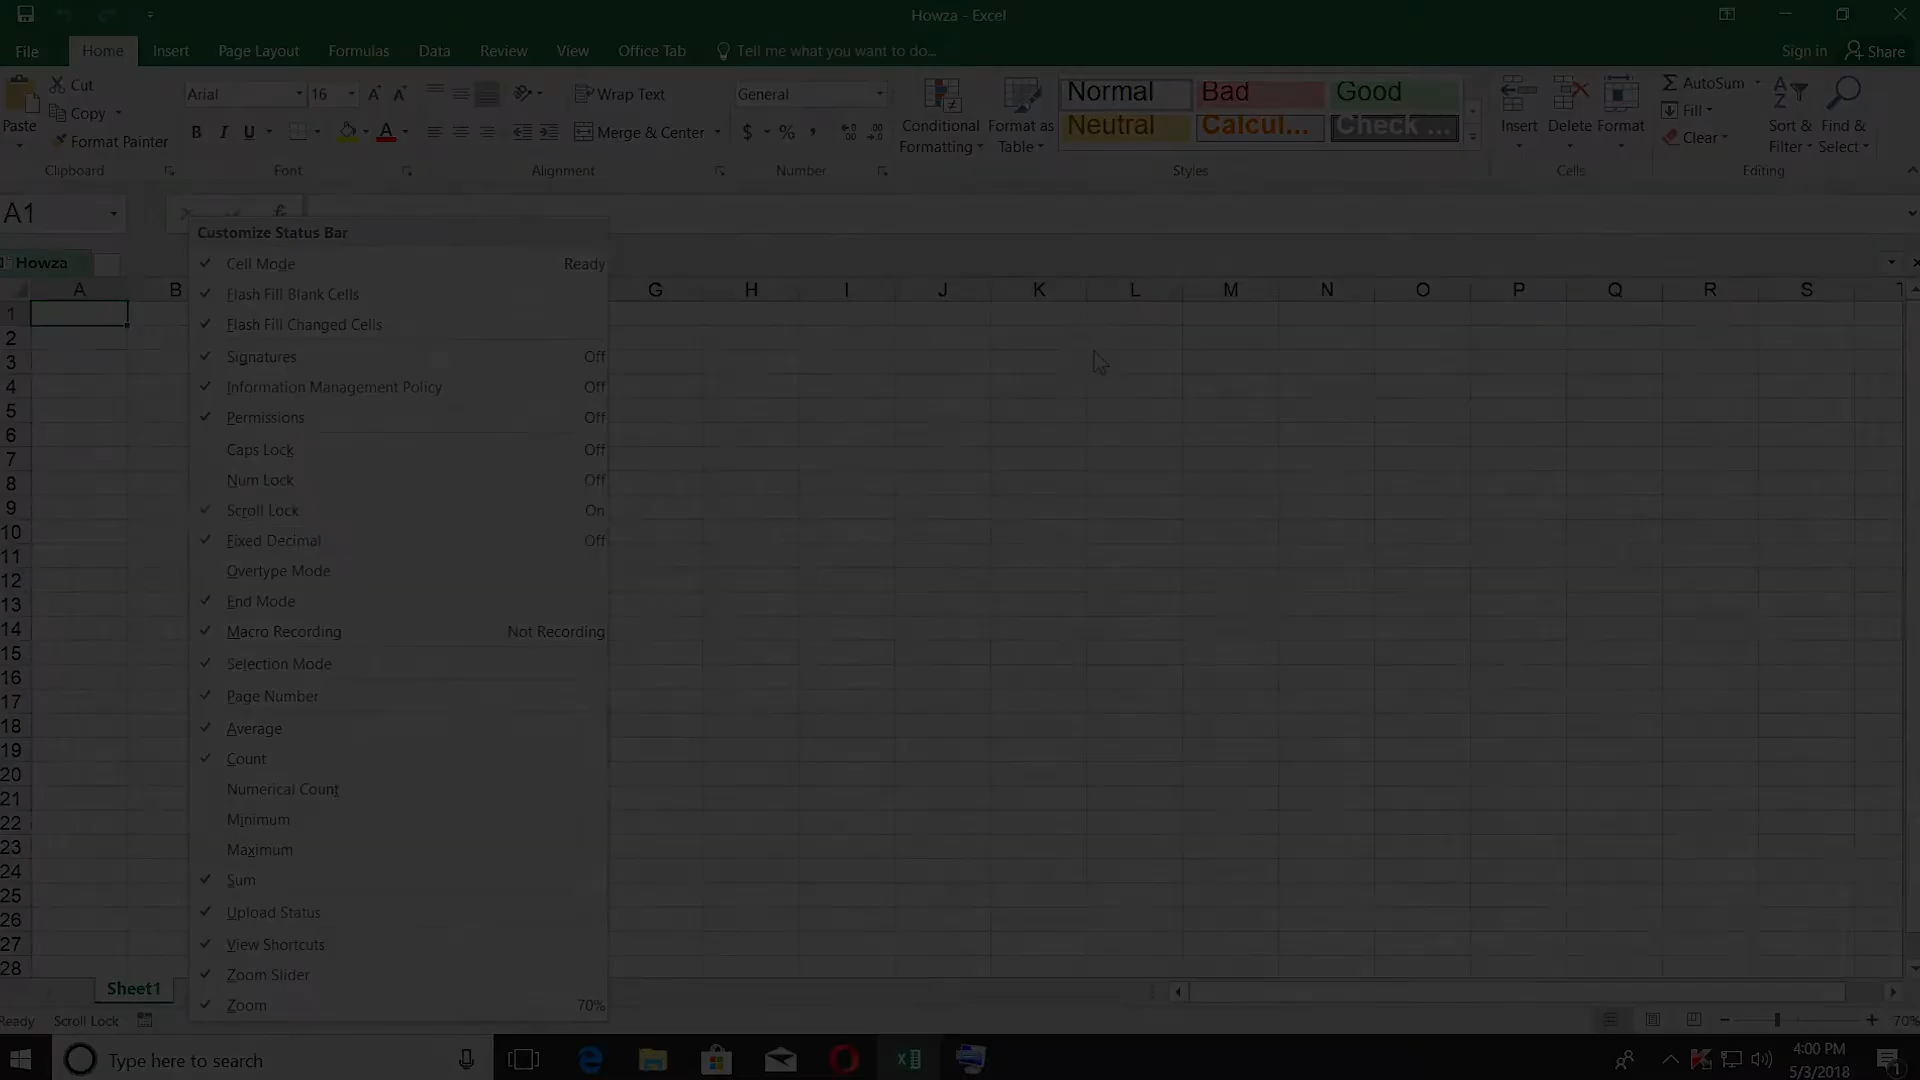 Howza - Excel
File Home Insert Page Layout Formulas Data Review View Office Tab Tell me what you want to do... Sign in Share
Paste
Cut
Copy
Format Painter
Clipboard
Arial 16 A A
B I U A
Font
Wrap Text
Merge & Center
Alignment
General
$ % , .00
Number
Conditional Formatting
Format as Table
Normal Bad Good
Neutral Calcul... Check ...
Styles
Insert Delete Format
Cells
AutoSum
Fill
Clear
Sort & Filter
Find & Select
Editing
A1 fx
Howza
A B G H I J K L M N O P Q R S T
1
2
3
4
5
6
7
8
9
10
11
12
13
14
15
16
17
18
19
20
21
22
23
24
25
26
27
28
Customize Status Bar
Cell Mode Ready
Flash Fill Blank Cells
Flash Fill Changed Cells
Signatures Off
Information Management Policy Off
Permissions Off
Caps Lock Off
Num Lock Off
Scroll Lock On
Fixed Decimal Off
Overtype Mode
End Mode
Macro Recording Not Recording
Selection Mode
Page Number
Average
Count
Numerical Count
Minimum
Maximum
Sum
Upload Status
View Shortcuts
Zoom Slider
Zoom 70%
Sheet1
Ready Scroll Lock 70%
Type here to search
4:00 PM
5/3/2018
1